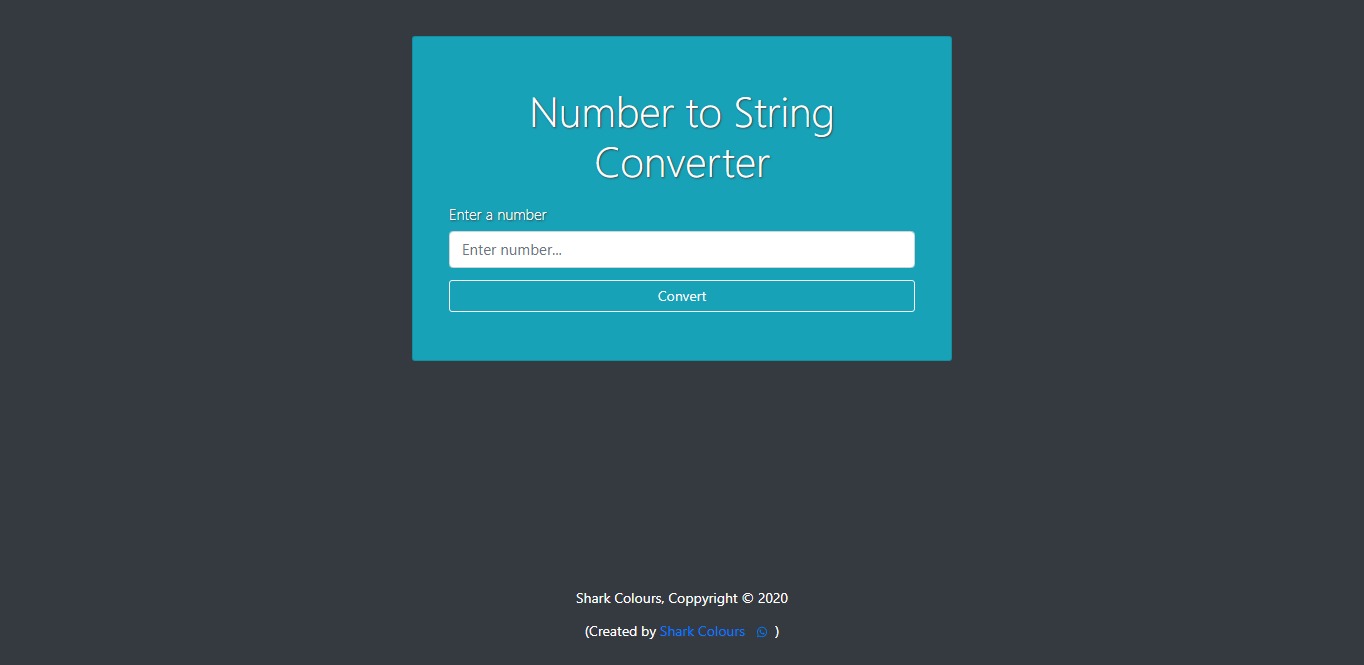 Number to String
Converter
Enter a number
Enter number...
Convert
Shark Colours, Coppyright © 2020
(Created by Shark Colours )